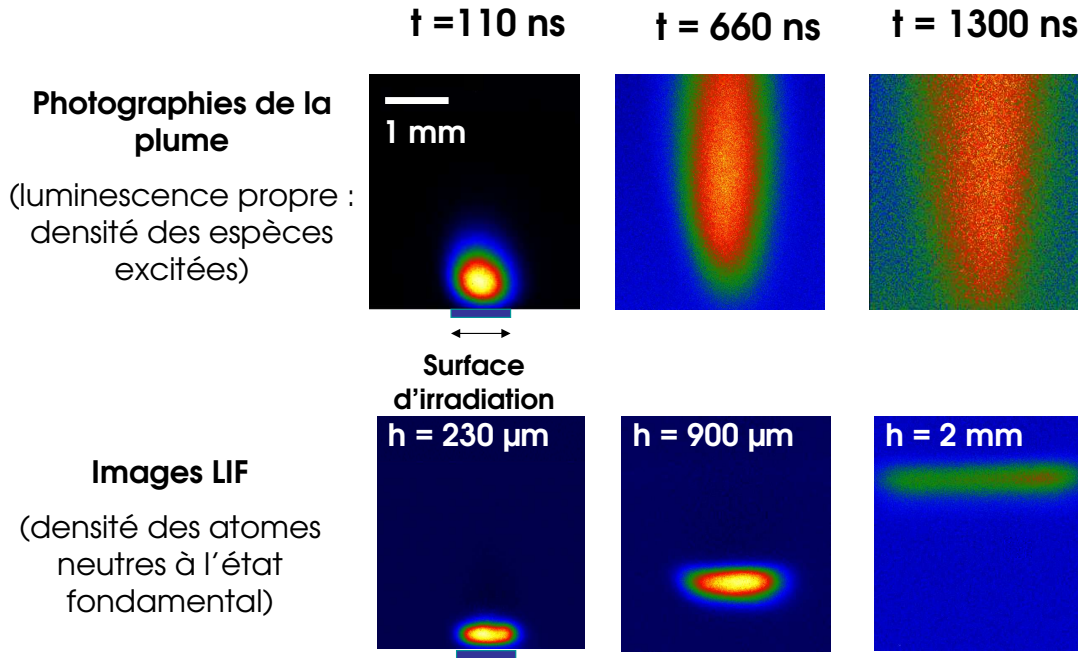 t =110 ns
t = 660 ns
t = 1300 ns
Photographies de la
plume
(luminescence propre :
densité des espèces
excitées)
1 mm
Surface
d’irradiation
Images LIF
(densité des atomes
neutres à l’état
fondamental)
h = 230 µm
h = 900 µm
h = 2 mm